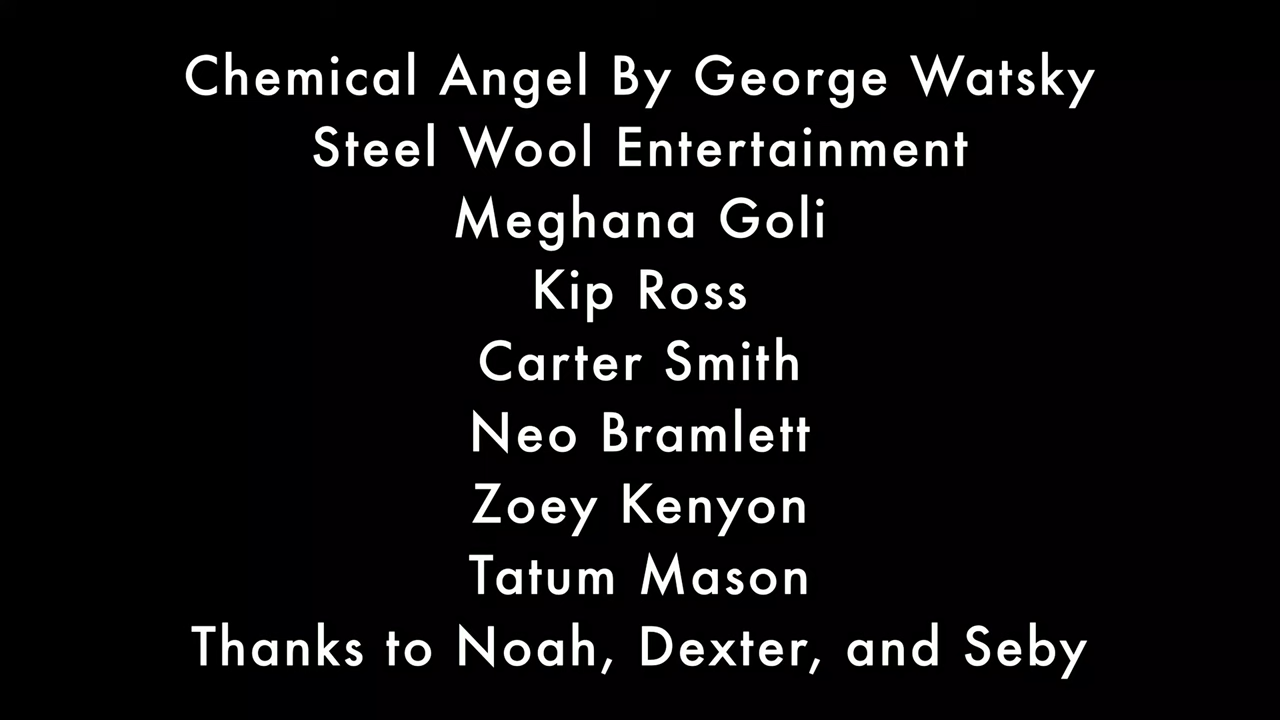 Chemical Angel By George Watsky
Steel Wool Entertainment
Meghana Goli
Kip Ross
Carter Smith
Neo Bramlett
Zoey Kenyon
Tatum Mason
Thanks to Noah, Dexter, and Seby